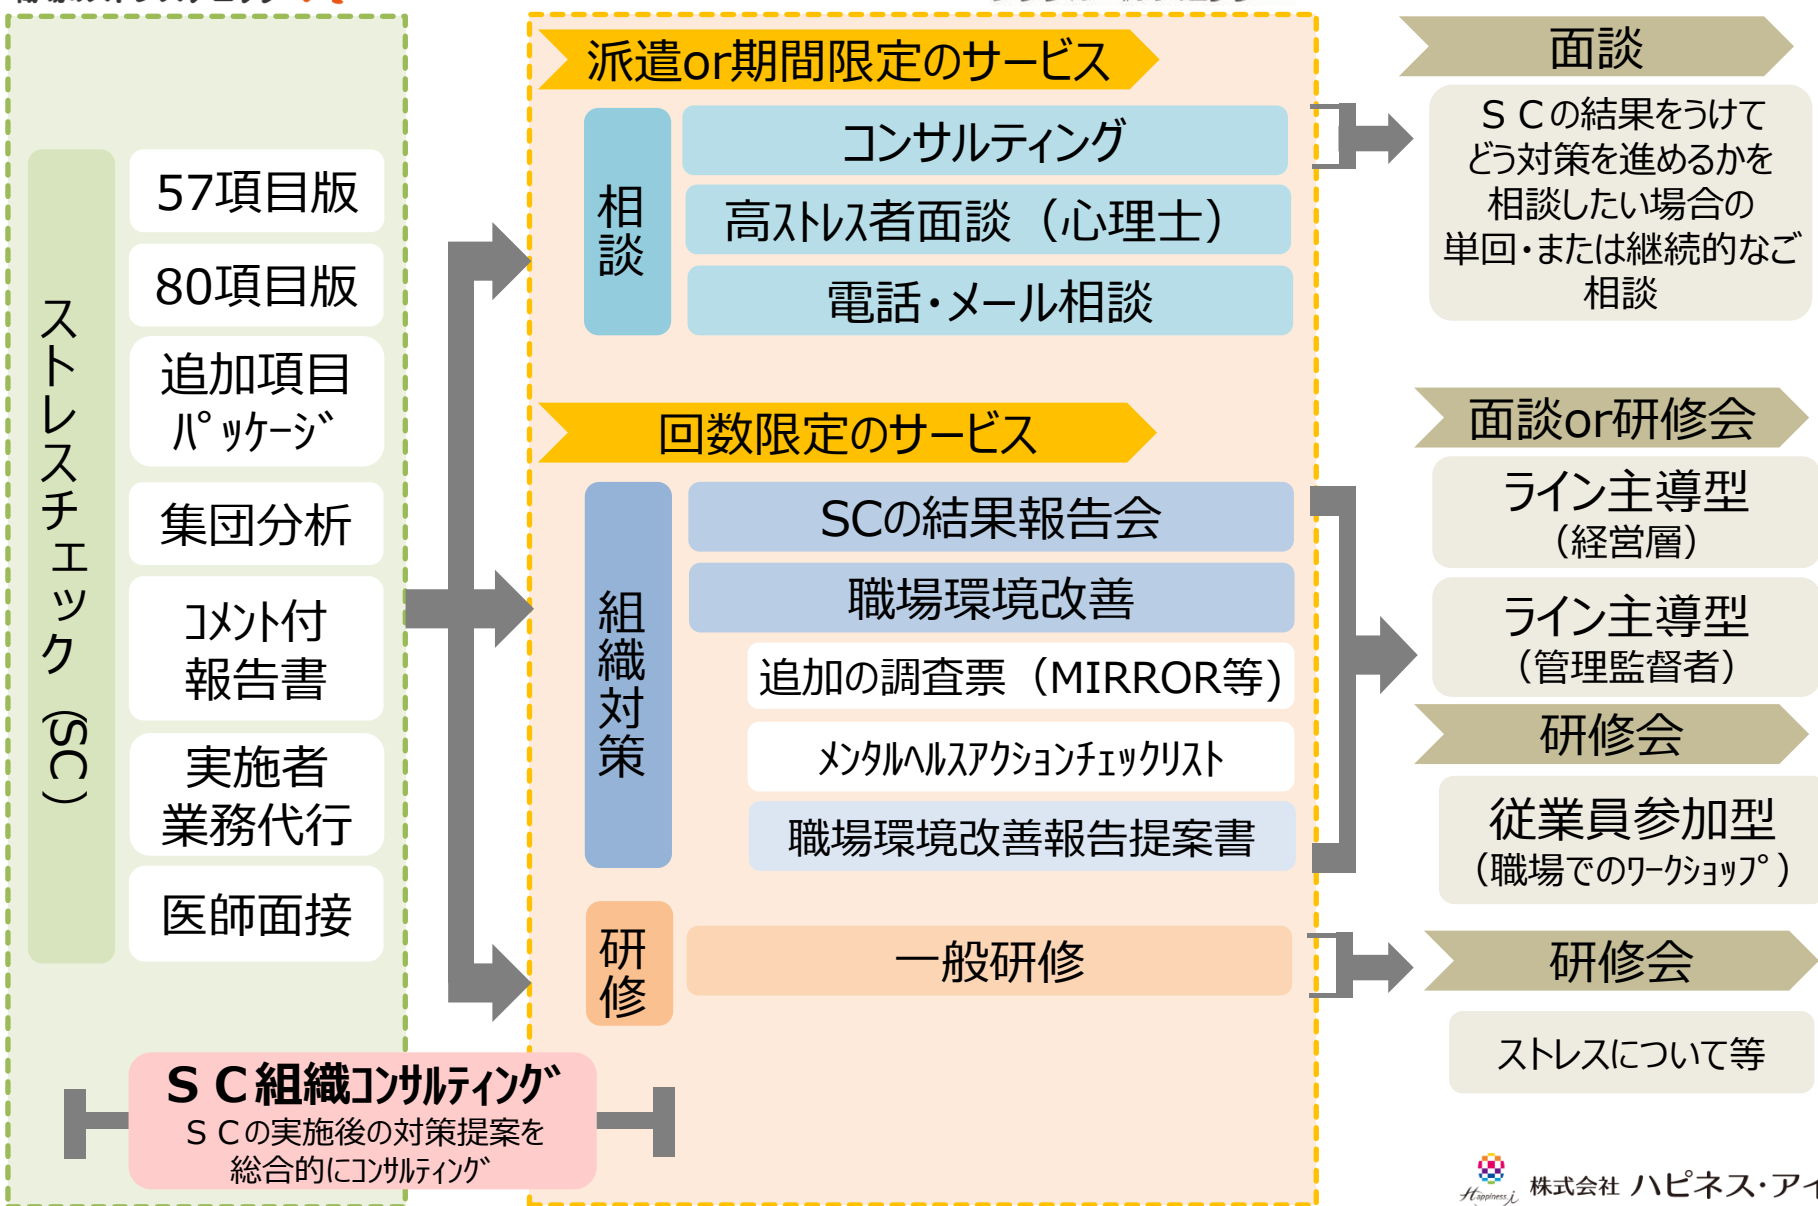 ストレスチェック（SC）
57項目版
80項目版
追加項目
パッケージ
集団分析
コメント付
報告書
実施者
業務代行
医師面接
ＳＣ組織コンサルティング
ＳＣの実施後の対策提案を
総合的にコンサルティング
派遣or期間限定のサービス
相談
コンサルティング
高ストレス者面談（心理士）
電話・メール相談
回数限定のサービス
組織対策
SCの結果報告会
職場環境改善
追加の調査票（MIRROR等)
メンタルヘルスアクションチェックリスト
職場環境改善報告提案書
研修
一般研修
面談
ＳＣの結果をうけて
どう対策を進めるかを
相談したい場合の
単回・または継続的なご
相談
面談or研修会
ライン主導型
（経営層）
ライン主導型
（管理監督者）
研修会
従業員参加型
（職場でのワークショップ）
研修会
ストレスについて等
Happiness i
株式会社 ハピネス・アイ